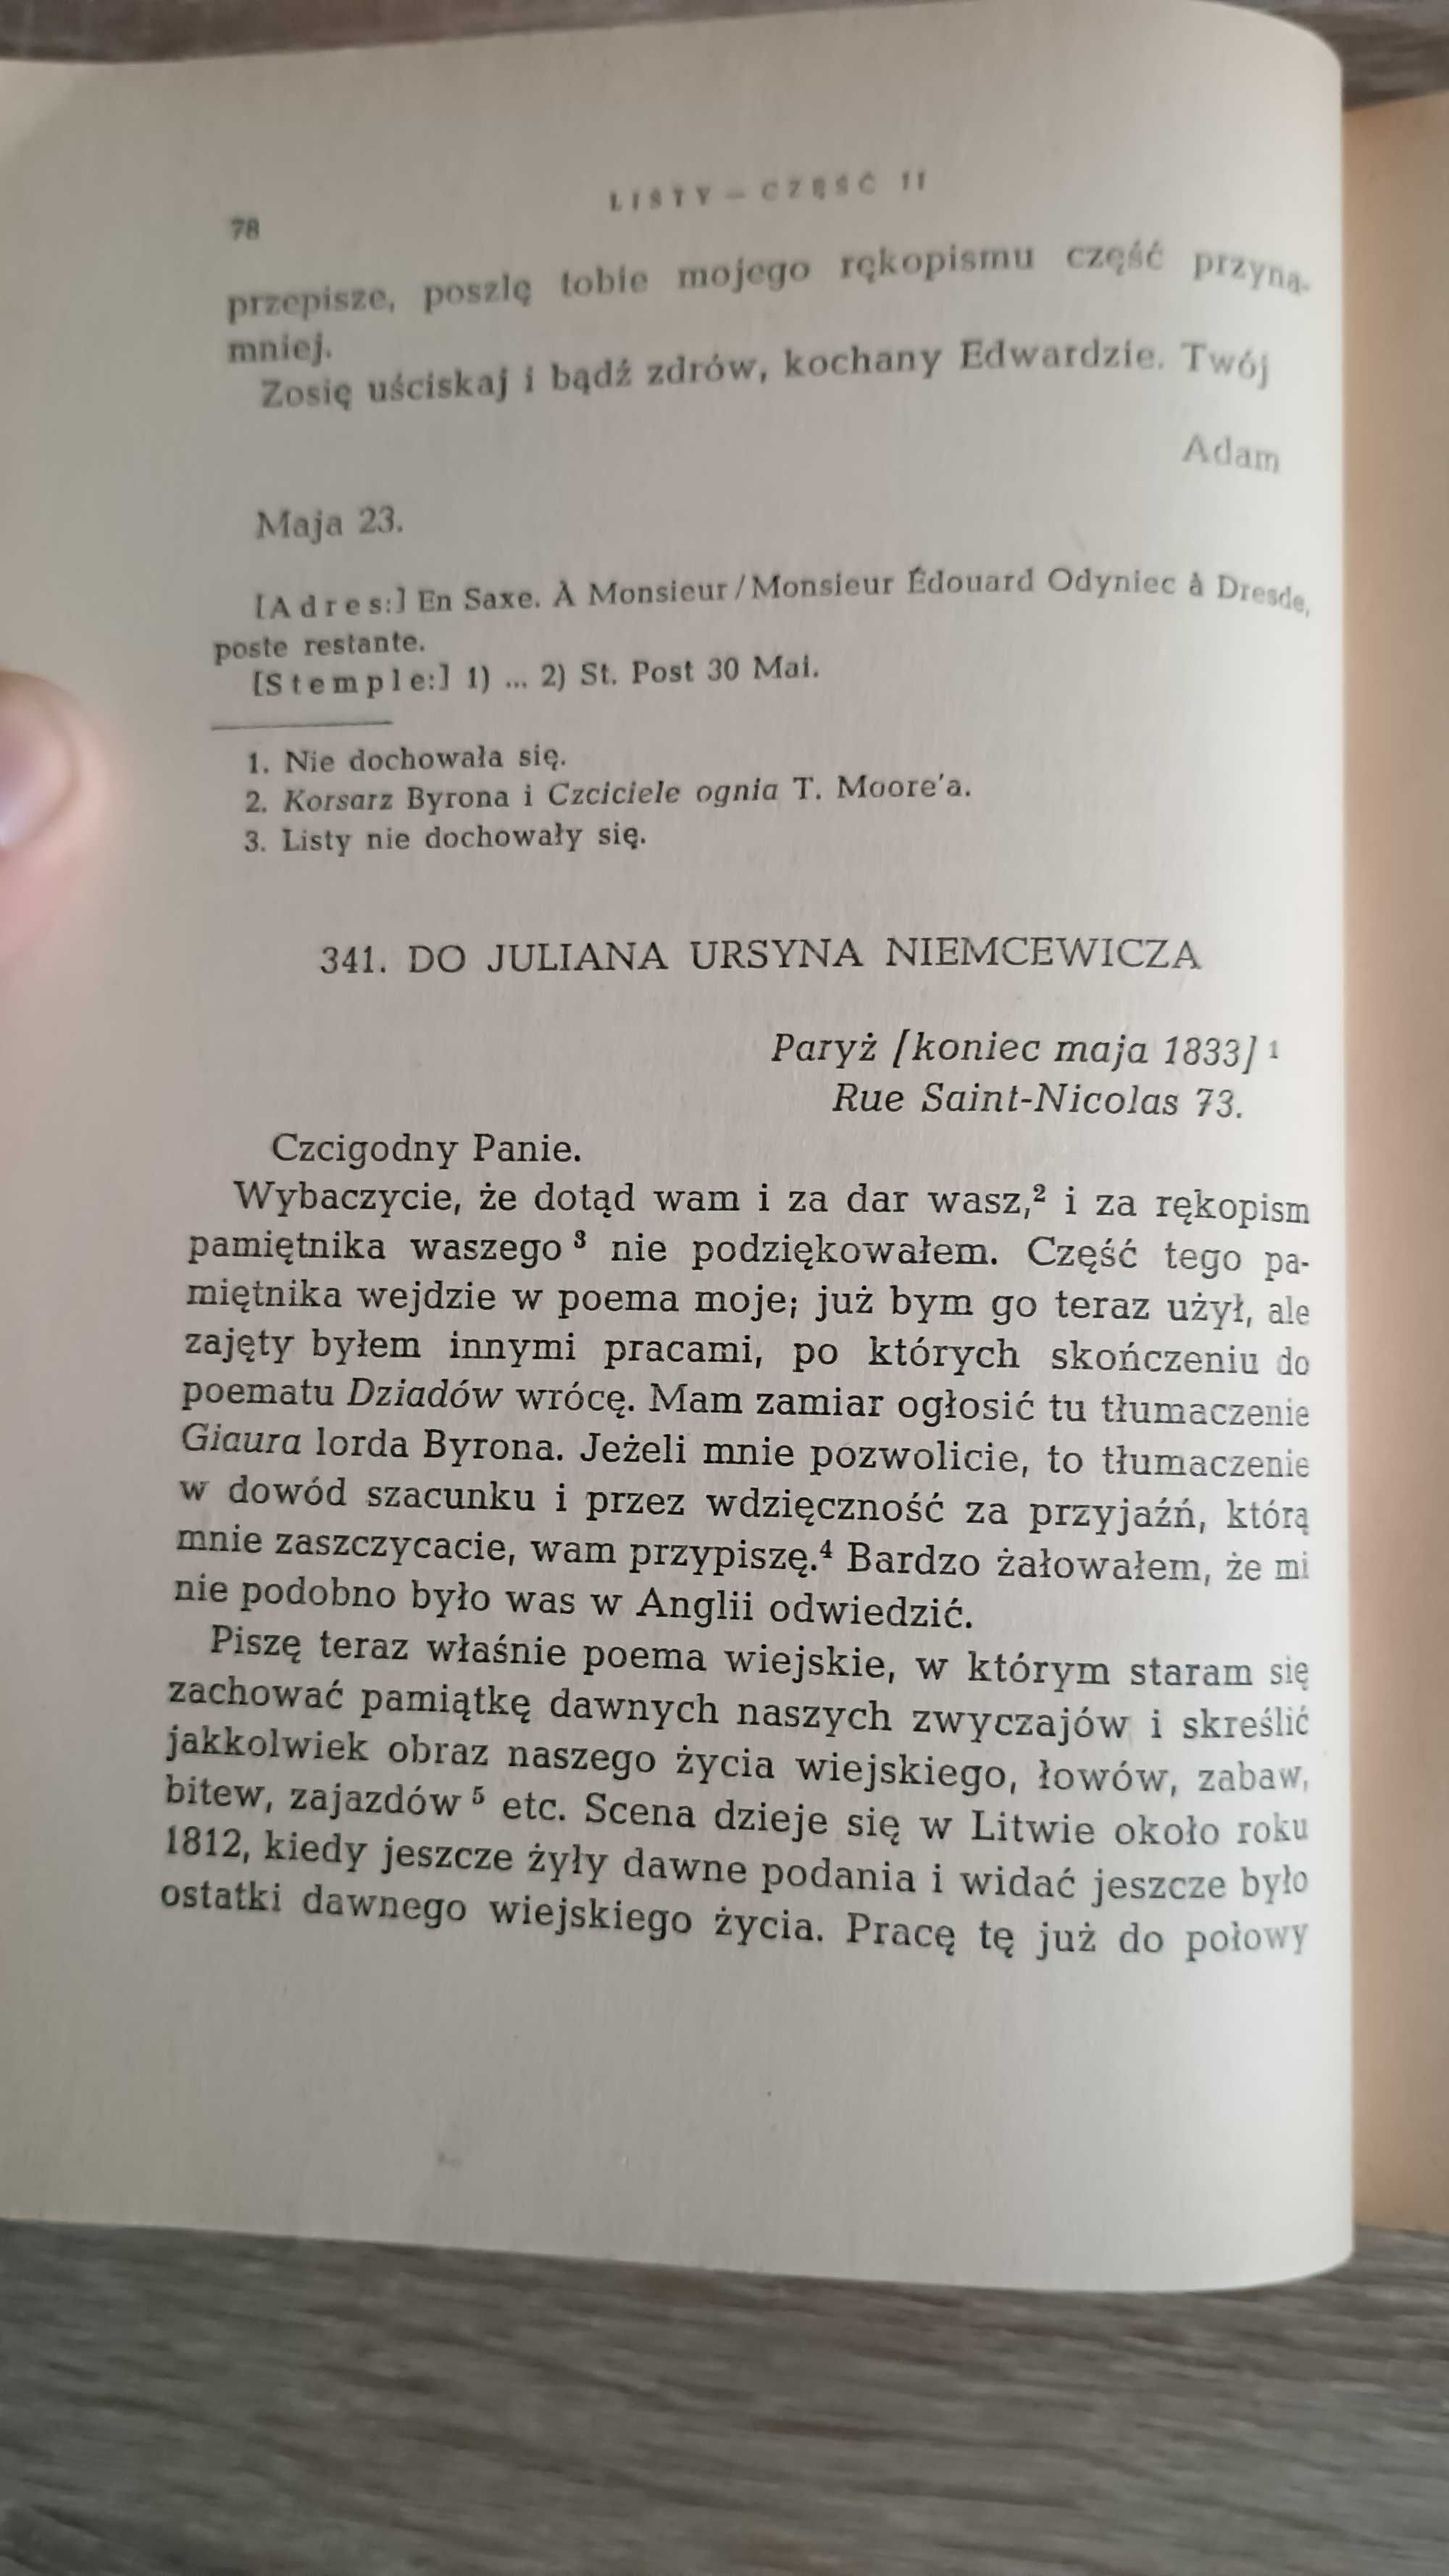 LISTY — CZĘŚĆ II
78
przepisze, poszlę tobie mojego rękopismu część przyna-
mniej.
Zosię uściskaj i bądź zdrów, kochany Edwardzie. Twój
Adam
Maja 23.
[Adres:] En Saxe. À Monsieur / Monsieur Édouard Odyniec à Dresde,
poste restante.
[Stemple:] 1) ... 2) St. Post 30 Mai.
1. Nie dochowała się.
2. Korsarz Byrona i Czciciele ognia T. Moore'a.
3. Listy nie dochowały się.
341. DO JULIANA URSYNA NIEMCEWICZA
Paryż [koniec maja 1833] ¹
Rue Saint-Nicolas 73.
Czcigodny Panie.
Wybaczycie, że dotąd wam i za dar wasz,² i za rękopism
pamiętnika waszego ³ nie podziękowałem. Część tego pa-
miętnika wejdzie w poema moje; już bym go teraz użył, ale
zajęty byłem innymi pracami, po których skończeniu do
poematu Dziadów wrócę. Mam zamiar ogłosić tu tłumaczenie
Giaura lorda Byrona. Jeżeli mnie pozwolicie, to tłumaczenie
w dowód szacunku i przez wdzięczność za przyjaźń, którą
mnie zaszczycacie, wam przypiszę.⁴ Bardzo żałowałem, że mi
nie podobno było was w Anglii odwiedzić.
Piszę teraz właśnie poema wiejskie, w którym staram się
zachować pamiątkę dawnych naszych zwyczajów i skreślić
jakkolwiek obraz naszego życia wiejskiego, łowów, zabaw,
bitew, zajazdów ⁵ etc. Scena dzieje się w Litwie około roku
1812, kiedy jeszcze żyły dawne podania i widać jeszcze było
ostatki dawnego wiejskiego życia. Pracę tę już do połowy